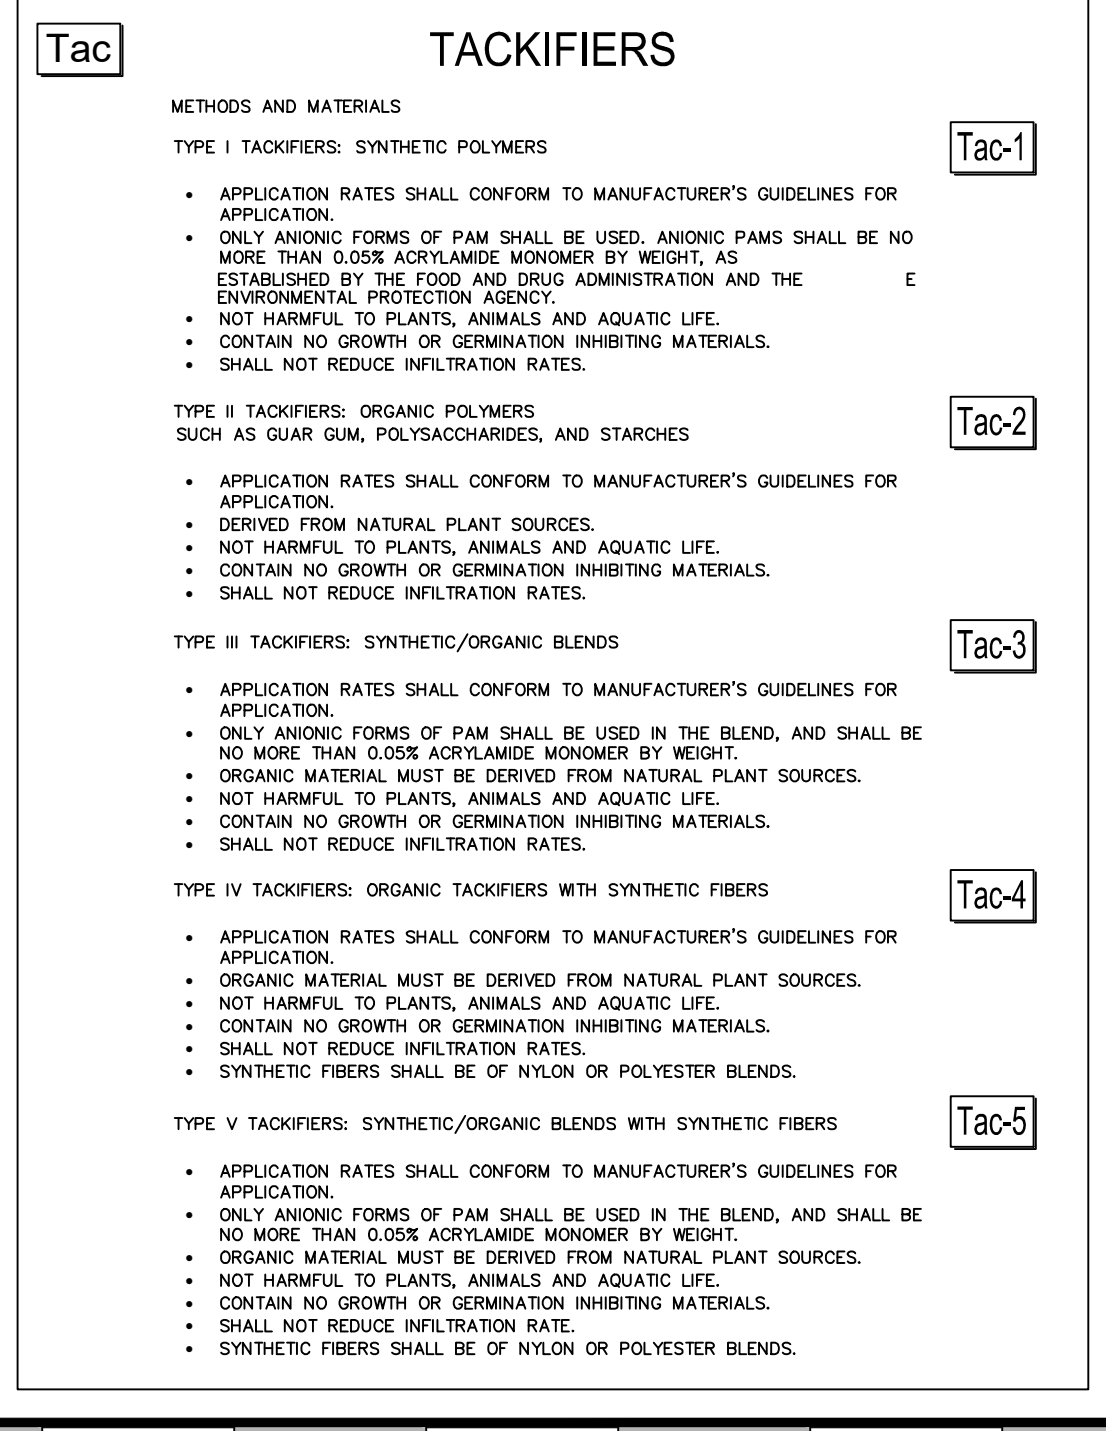 Tac
TACKIFIERS
METHODS AND MATERIALS
TYPE I TACKIFIERS: SYNTHETIC POLYMERS
Tac-1
• APPLICATION RATES SHALL CONFORM TO MANUFACTURER'S GUIDELINES FOR
APPLICATION.
• ONLY ANIONIC FORMS OF PAM SHALL BE USED. ANIONIC PAMS SHALL BE NO
MORE THAN 0.05% ACRYLAMIDE MONOMER BY WEIGHT, AS
ESTABLISHED BY THE FOOD AND DRUG ADMINISTRATION AND THE E
ENVIRONMENTAL PROTECTION AGENCY.
• NOT HARMFUL TO PLANTS, ANIMALS AND AQUATIC LIFE.
• CONTAIN NO GROWTH OR GERMINATION INHIBITING MATERIALS.
• SHALL NOT REDUCE INFILTRATION RATES.
TYPE II TACKIFIERS: ORGANIC POLYMERS
SUCH AS GUAR GUM, POLYSACCHARIDES, AND STARCHES
Tac-2
• APPLICATION RATES SHALL CONFORM TO MANUFACTURER'S GUIDELINES FOR
APPLICATION.
• DERIVED FROM NATURAL PLANT SOURCES.
• NOT HARMFUL TO PLANTS, ANIMALS AND AQUATIC LIFE.
• CONTAIN NO GROWTH OR GERMINATION INHIBITING MATERIALS.
• SHALL NOT REDUCE INFILTRATION RATES.
TYPE III TACKIFIERS: SYNTHETIC/ORGANIC BLENDS
Tac-3
• APPLICATION RATES SHALL CONFORM TO MANUFACTURER'S GUIDELINES FOR
APPLICATION.
• ONLY ANIONIC FORMS OF PAM SHALL BE USED IN THE BLEND, AND SHALL BE
NO MORE THAN 0.05% ACRYLAMIDE MONOMER BY WEIGHT.
• ORGANIC MATERIAL MUST BE DERIVED FROM NATURAL PLANT SOURCES.
• NOT HARMFUL TO PLANTS, ANIMALS AND AQUATIC LIFE.
• CONTAIN NO GROWTH OR GERMINATION INHIBITING MATERIALS.
• SHALL NOT REDUCE INFILTRATION RATES.
TYPE IV TACKIFIERS: ORGANIC TACKIFIERS WITH SYNTHETIC FIBERS
Tac-4
• APPLICATION RATES SHALL CONFORM TO MANUFACTURER'S GUIDELINES FOR
APPLICATION.
• ORGANIC MATERIAL MUST BE DERIVED FROM NATURAL PLANT SOURCES.
• NOT HARMFUL TO PLANTS, ANIMALS AND AQUATIC LIFE.
• CONTAIN NO GROWTH OR GERMINATION INHIBITING MATERIALS.
• SHALL NOT REDUCE INFILTRATION RATES.
• SYNTHETIC FIBERS SHALL BE OF NYLON OR POLYESTER BLENDS.
TYPE V TACKIFIERS: SYNTHETIC/ORGANIC BLENDS WITH SYNTHETIC FIBERS
Tac-5
• APPLICATION RATES SHALL CONFORM TO MANUFACTURER'S GUIDELINES FOR
APPLICATION.
• ONLY ANIONIC FORMS OF PAM SHALL BE USED IN THE BLEND, AND SHALL BE
NO MORE THAN 0.05% ACRYLAMIDE MONOMER BY WEIGHT.
• ORGANIC MATERIAL MUST BE DERIVED FROM NATURAL PLANT SOURCES.
• NOT HARMFUL TO PLANTS, ANIMALS AND AQUATIC LIFE.
• CONTAIN NO GROWTH OR GERMINATION INHIBITING MATERIALS.
• SHALL NOT REDUCE INFILTRATION RATE.
• SYNTHETIC FIBERS SHALL BE OF NYLON OR POLYESTER BLENDS.